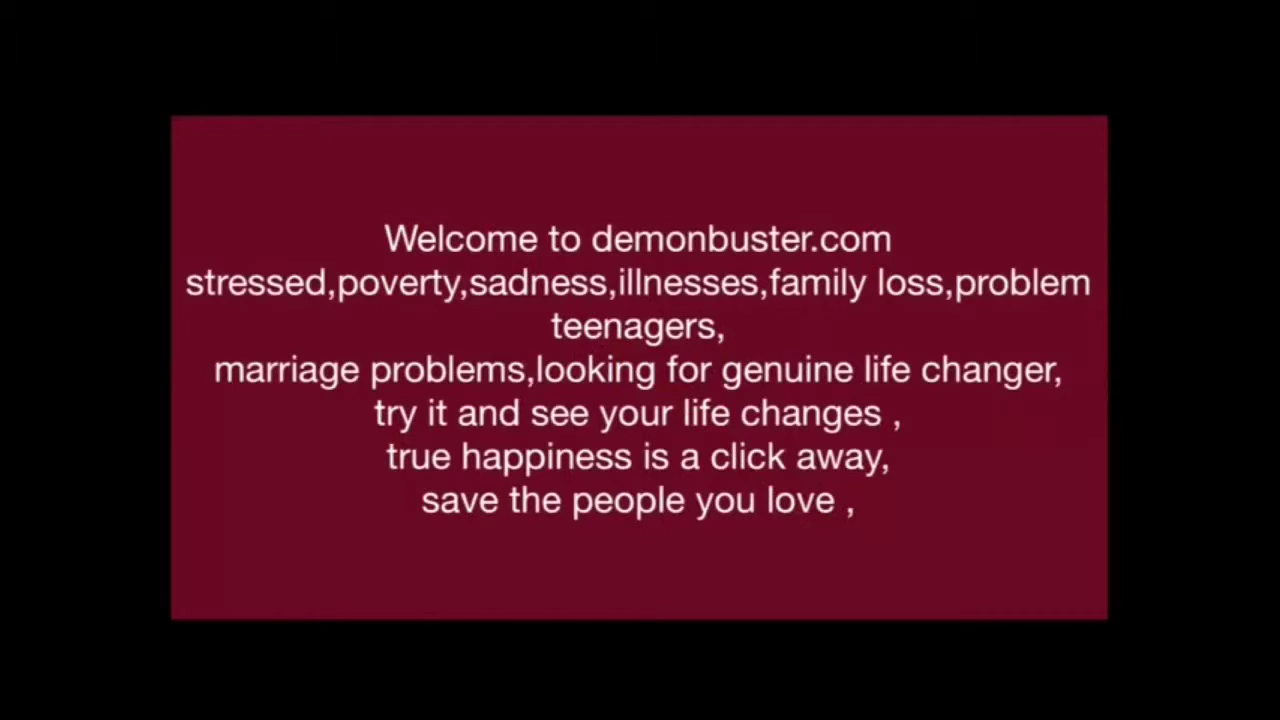 Welcome to demonbuster.com
stressed,poverty,sadness,illnesses,family loss,problem
teenagers,
marriage problems,looking for genuine life changer,
try it and see your life changes ,
true happiness is a click away,
save the people you love ,